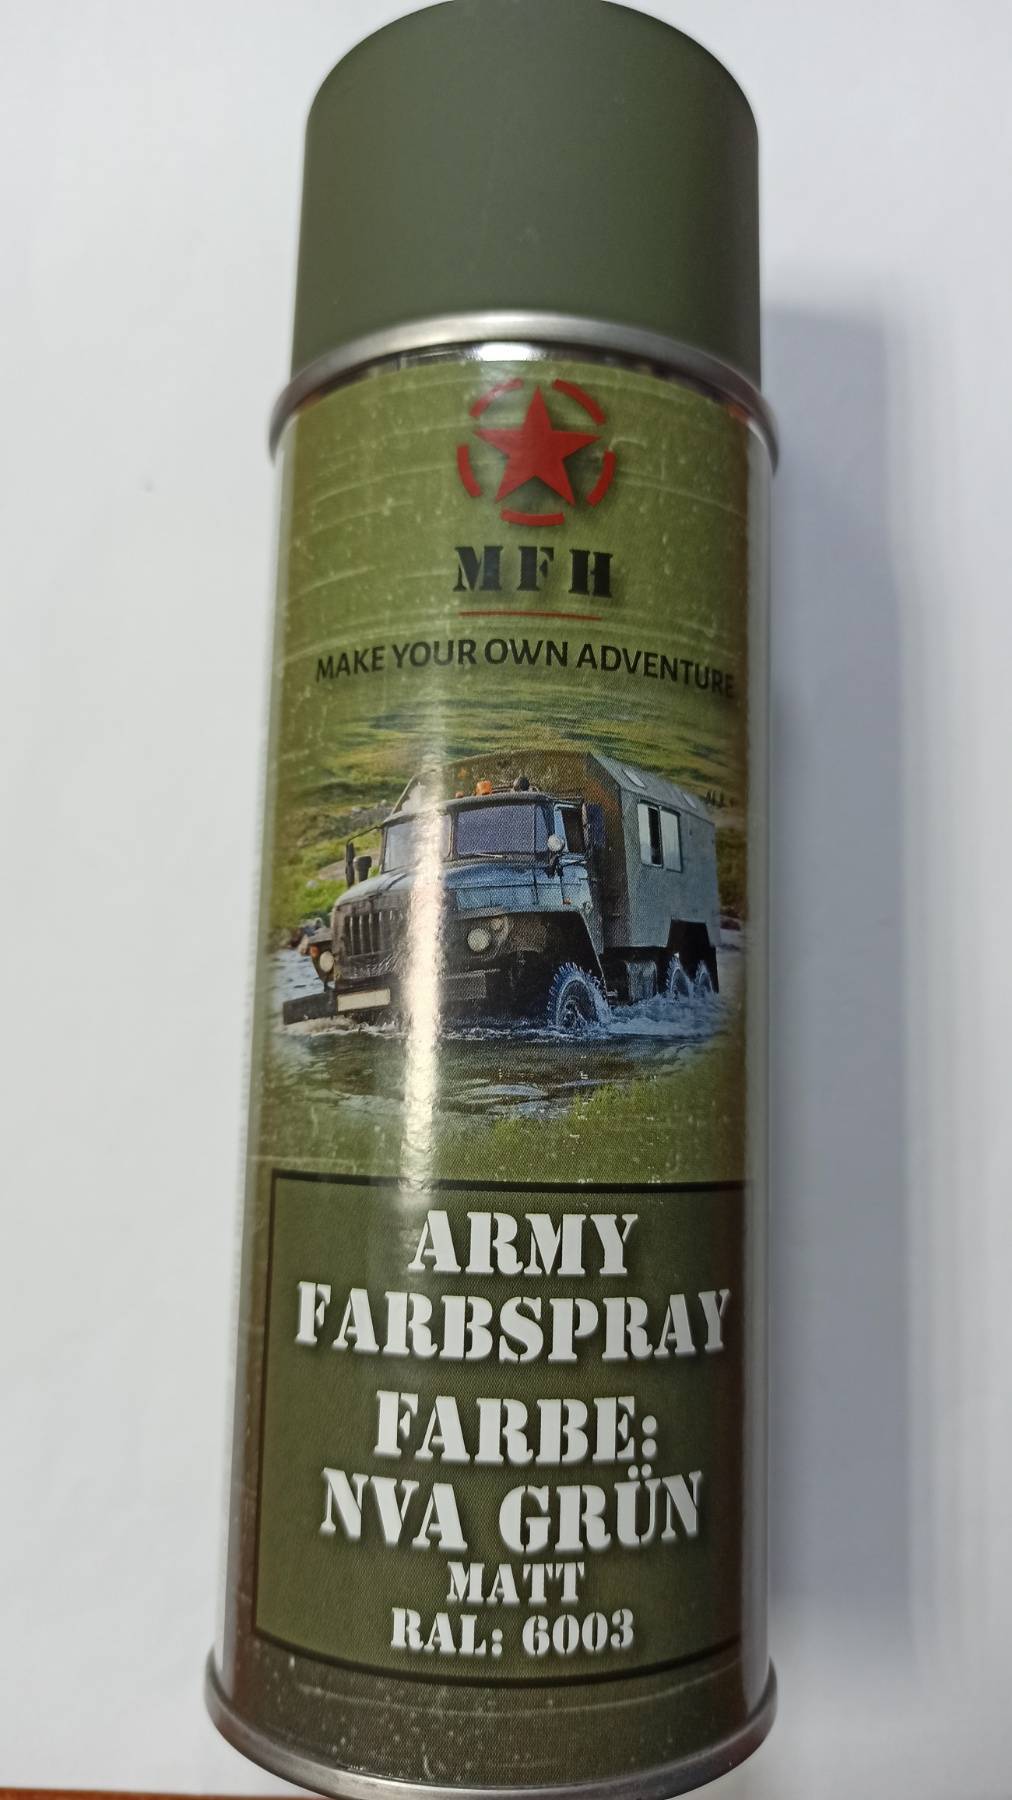 MFH
MAKE YOUR OWN ADVENTURE
ARMY
FARBSPRAY
FARBE:
NVA GRÜN
MATT
RAL: 6003